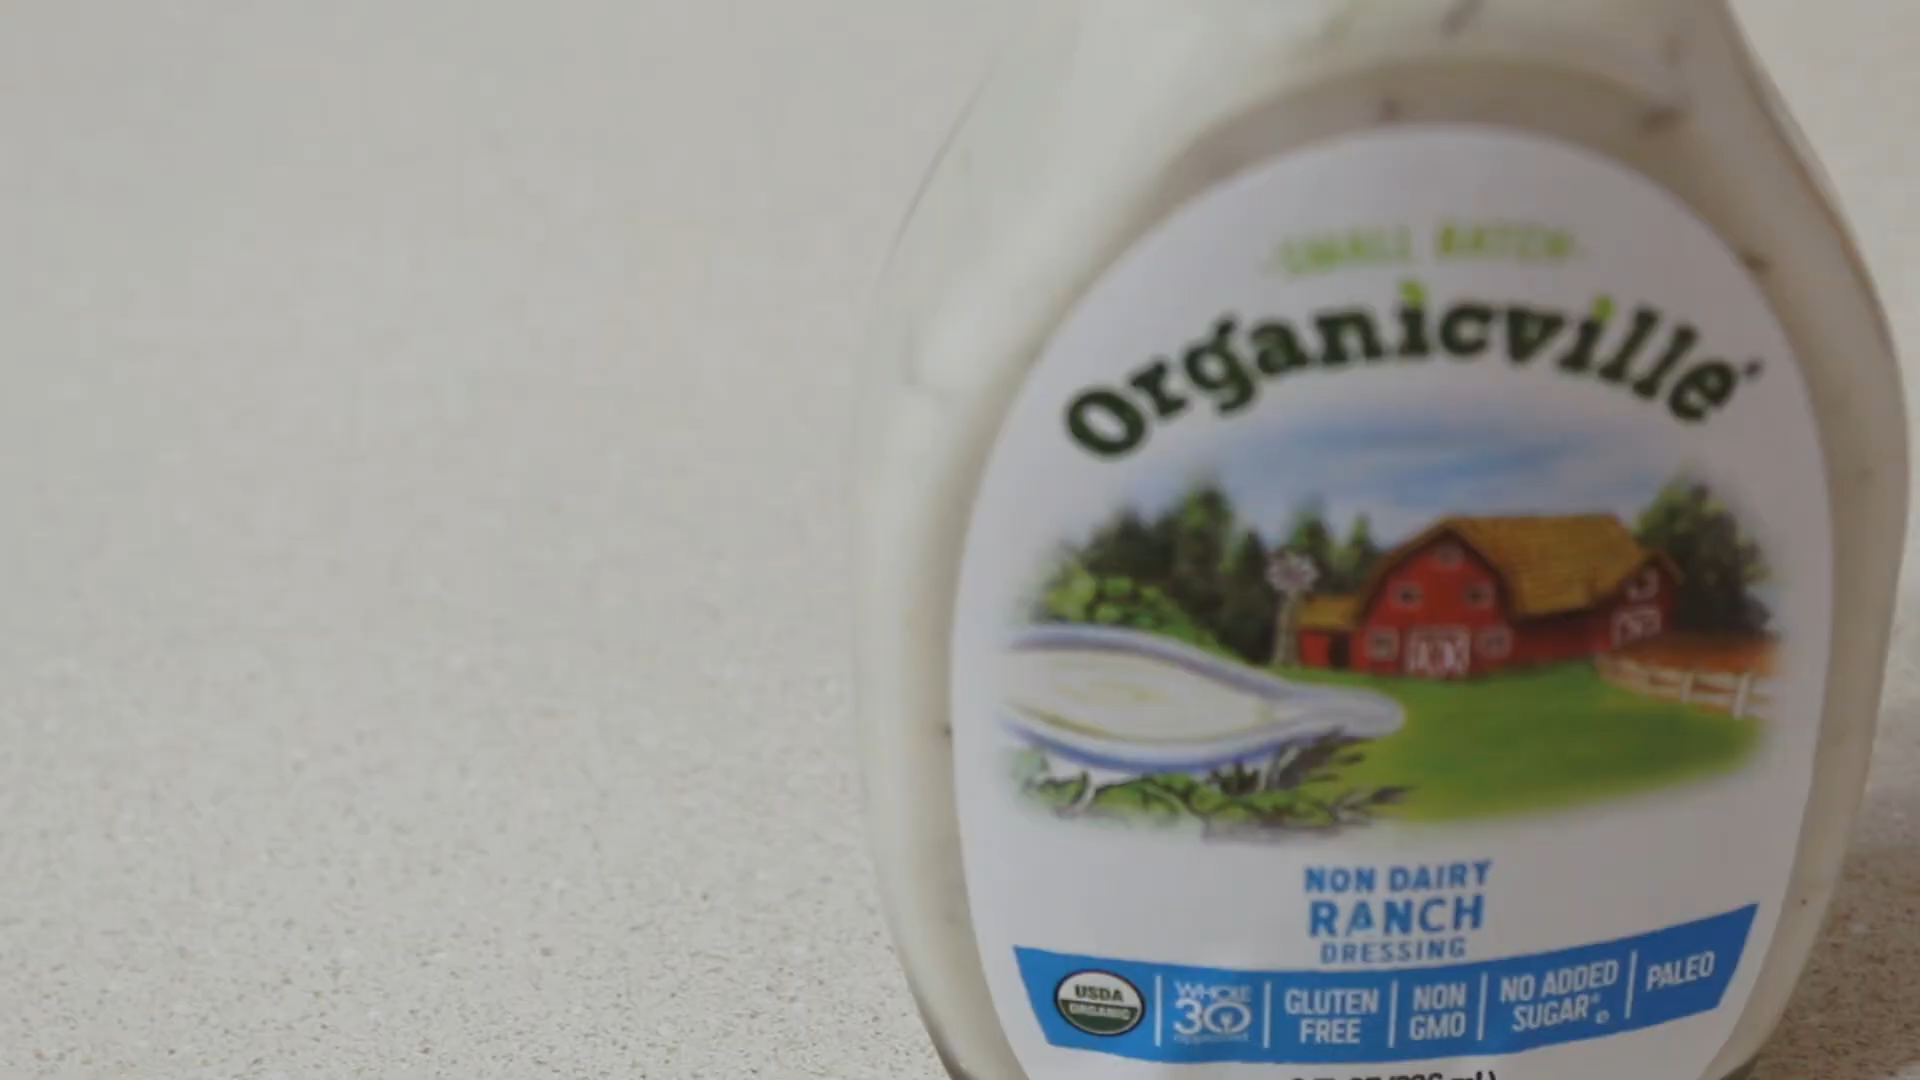 -SMALL BATCH-
Organicville
NON DAIRY
RANCH
DRESSING
USDA
ORGANIC
WHOLE
30
APPROVED
GLUTEN
FREE
NON
GMO
NO ADDED
SUGAR*
PALEO